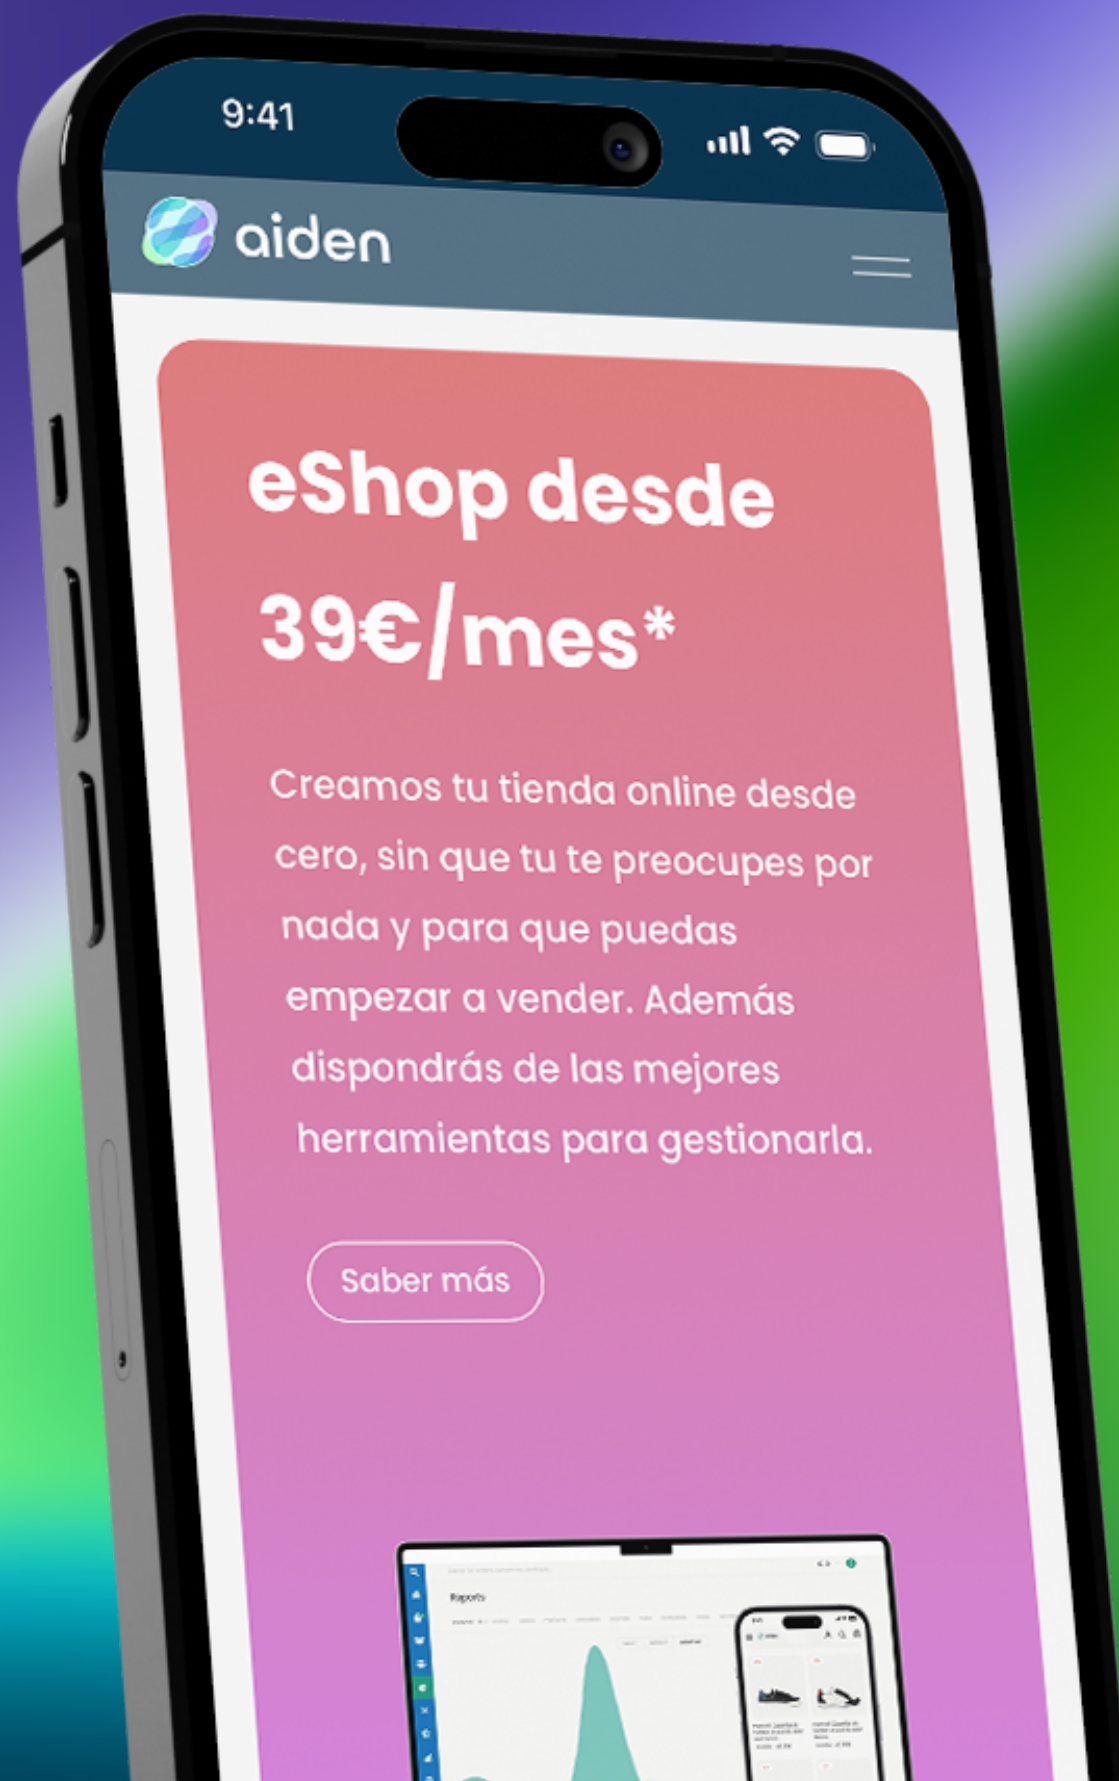 9:41
aiden
eShop desde
39€/mes*
Creamos tu tienda online desde
cero, sin que tu te preocupes por
nada y para que puedas
empezar a vender. Además
dispondrás de las mejores
herramientas para gestionarla.
Saber más
Reports